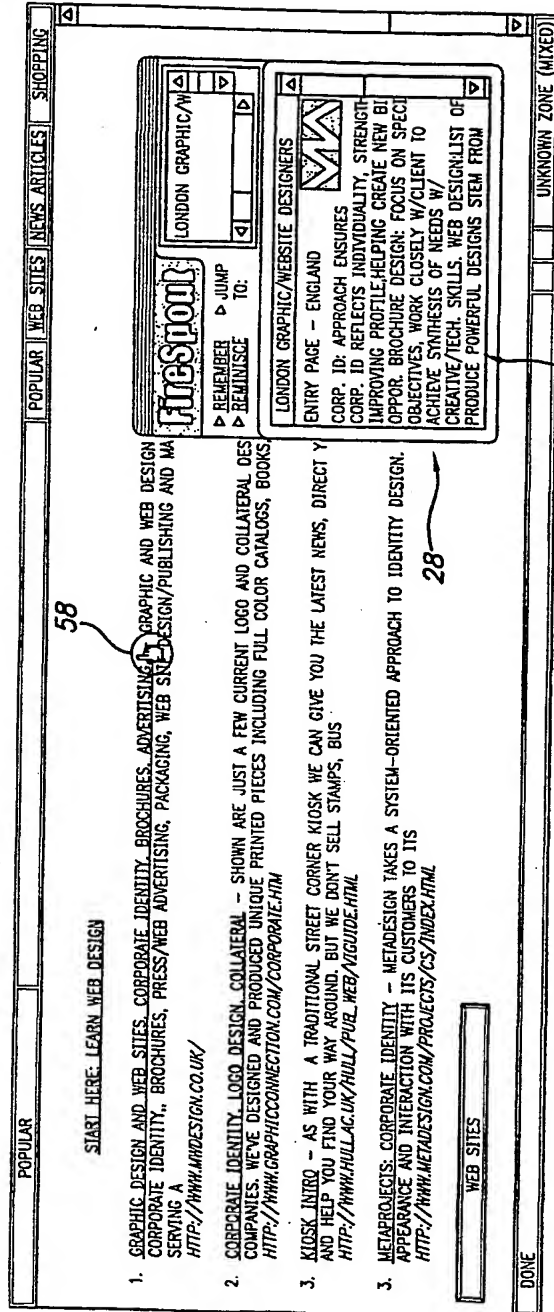 POPULAR
POPULAR WEB SITES NEWS ARTICLES SHOPPING
START HERE: LEARN WEB DESIGN
58
1. GRAPHIC DESIGN AND WEB SITES, CORPORATE IDENTITY, BROCHURES, ADVERTISING, GRAPHIC AND WEB DESIGN
CORPORATE IDENTITY,, BROCHURES, PRESS/WEB ADVERTISING, PACKAGING, WEB SITE DESIGN/PUBLISHING AND MA
SERVING A
HTTP://WWW.MHDESIGN.CO.UK/
2. CORPORATE IDENTITY, LOGO DESIGN, COLLATERAL – SHOWN ARE JUST A FEW CURRENT LOGO AND COLLATERAL DES
COMPANIES. WE'VE DESIGNED AND PRODUCED UNIQUE PRINTED PIECES INCLUDING FULL COLOR CATALOGS, BOOKS,
HTTP://WWW.GRAPHICCONNECTION.COM/CORPORATE.HTM
3. KIOSK INTRO – AS WITH A TRADITIONAL STREET CORNER KIOSK WE CAN GIVE YOU THE LATEST NEWS, DIRECT Y
AND HELP YOU FIND YOUR WAY AROUND. BUT WE DON'T SELL STAMPS, BUS
HTTP://WWW.HULL.AC.UK/HULL/PUB_WEB/VIGUIDE.HTML
3. METAPROJECTS: CORPORATE IDENTITY – METADESIGN TAKES A SYSTEM-ORIENTED APPROACH TO IDENTITY DESIGN.
APPEARANCE AND INTERACTION WITH ITS CUSTOMERS TO ITS
HTTP://WWW.METADESIGN.COM/PROJECTS/CS/INDEX.HTML
FireSpout
REMEMBER JUMP
REMINISCE TO:
LONDON GRAPHIC/W
LONDON GRAPHIC/WEBSITE DESIGNERS
ENTRY PAGE – ENGLAND
CORP. ID: APPROACH ENSURES
CORP. ID REFLECTS INDIVIDUALITY, STRENGTH
IMPROVING PROFILE,HELPING CREATE NEW BI
OPPOR. BROCHURE DESIGN: FOCUS ON SPECI
OBJECTIVES, WORK CLOSELY W/CLIENT TO
ACHIEVE SYNTHESIS OF NEEDS W/
CREATIVE/TECH. SKILLS. WEB DESIGN:LIST OF
PRODUCE POWERFUL DESIGNS STEM FROM
28
WEB SITES
DONE
UNKNOWN ZONE (MIXED)